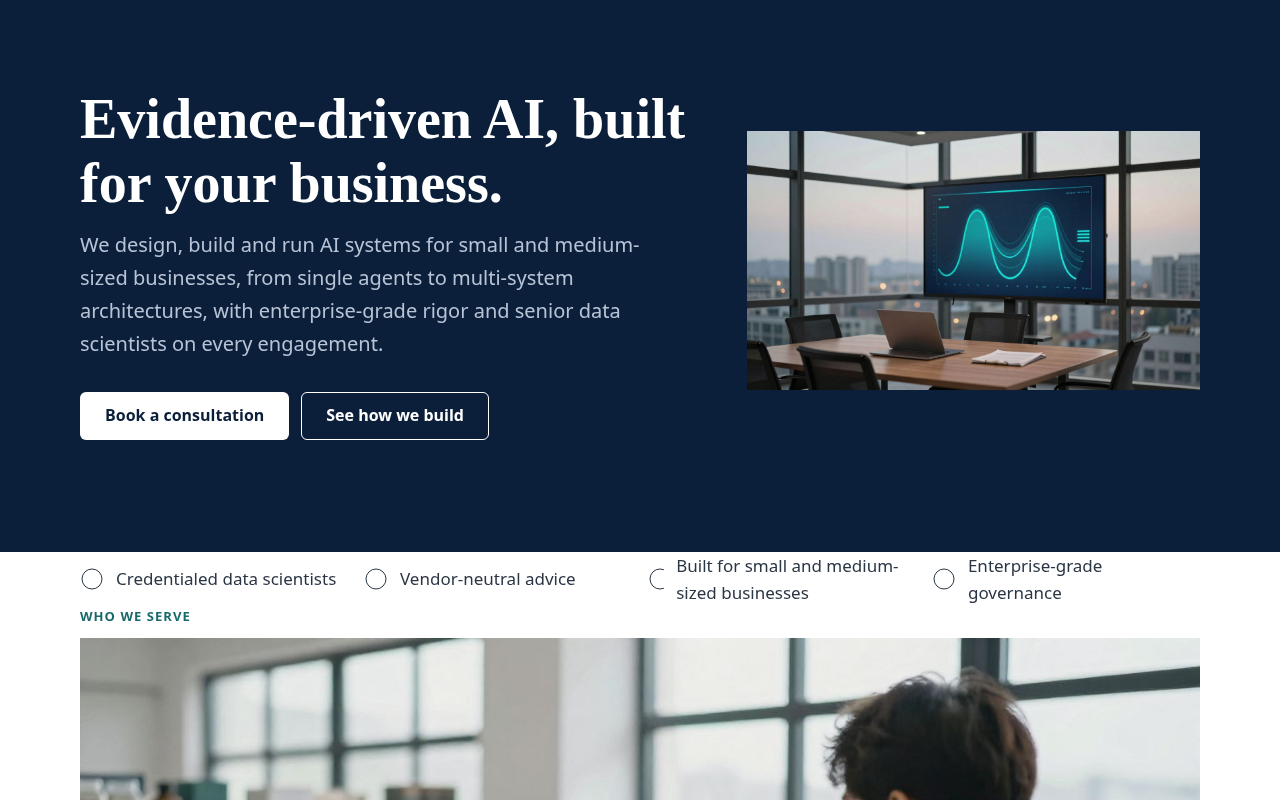 Evidence-driven AI, built
for your business.
We design, build and run AI systems for small and medium-
sized businesses, from single agents to multi-system
architectures, with enterprise-grade rigor and senior data
scientists on every engagement.
Book a consultation
See how we build
Credentialed data scientists
Vendor-neutral advice
Built for small and medium-
sized businesses
Enterprise-grade
governance
WHO WE SERVE